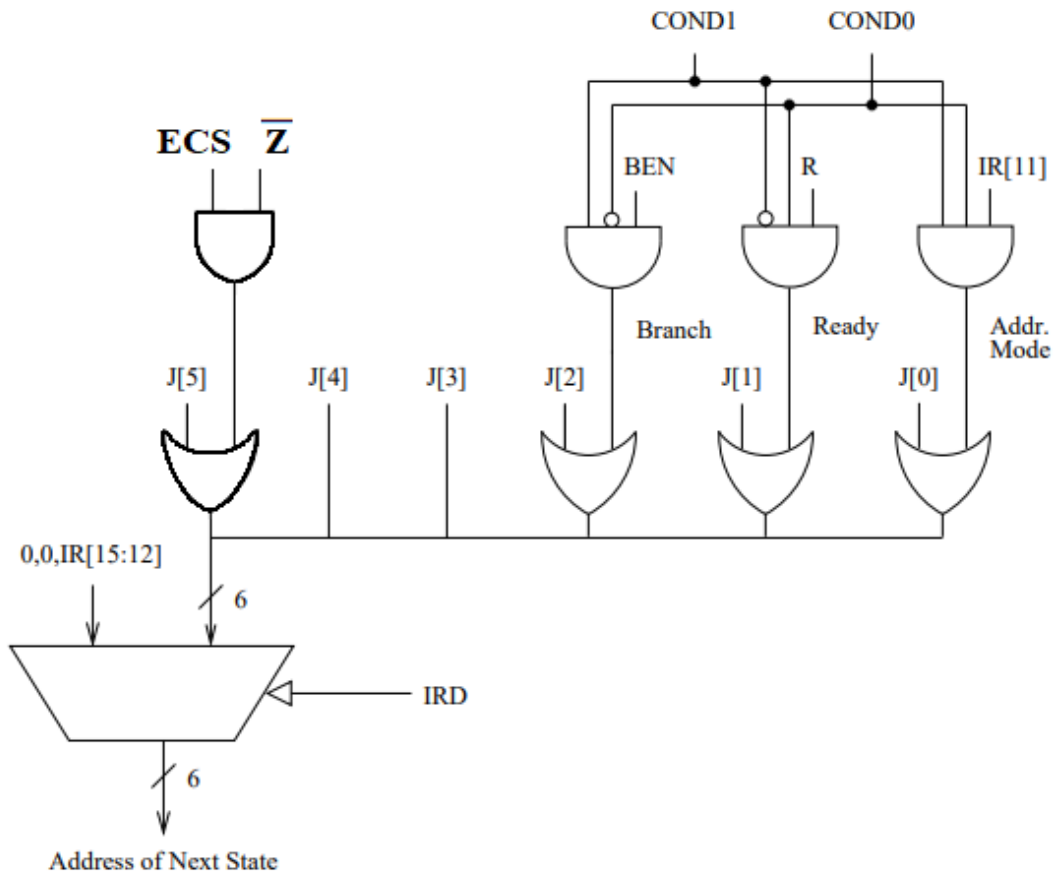 COND1 COND0
ECS Z̅
BEN R IR[11]
Branch Ready Addr.
Mode
J[5] J[4] J[3] J[2] J[1] J[0]
0,0,IR[15:12]
6
IRD
6
Address of Next State